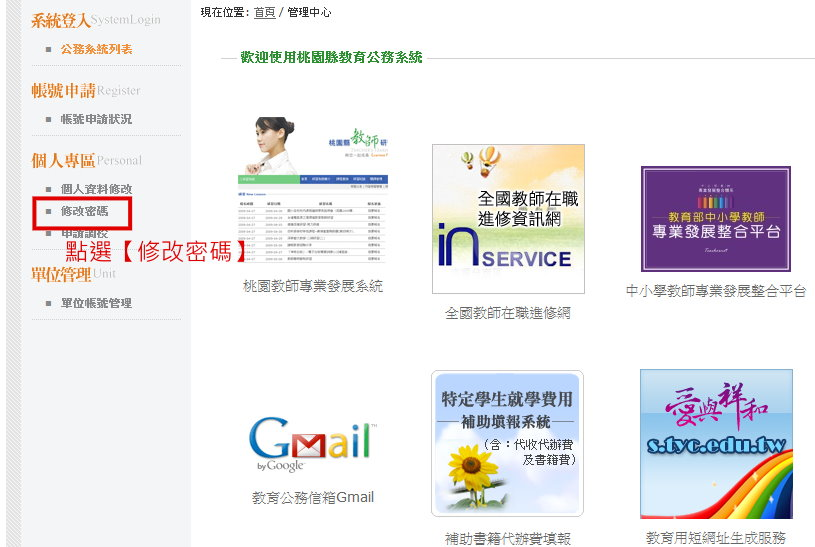 系統登入SystemLogin
公務系統列表
帳號申請Register
帳號申請狀況
個人專區Personal
個人資料修改
修改密碼
申請調校
點選【修改密碼】
單位管理Unit
單位帳號管理
現在位置: 首頁 / 管理中心
歡迎使用桃園縣教育公務系統
桃園縣教師研
桃園教師專業發展系統
全國教師在職
進修資訊網
in SERVICE
全國教師在職進修網
教育部中小學教師
專業發展整合平台
中小學教師專業發展整合平台
Gmail™
by Google
教育公務信箱Gmail
特定學生就學費用
補助填報系統
(含：代收代辦費
及書籍費)
補助書籍代辦費填報
愛與祥和
s.tyc.edu.tw
教育用短網址生成服務